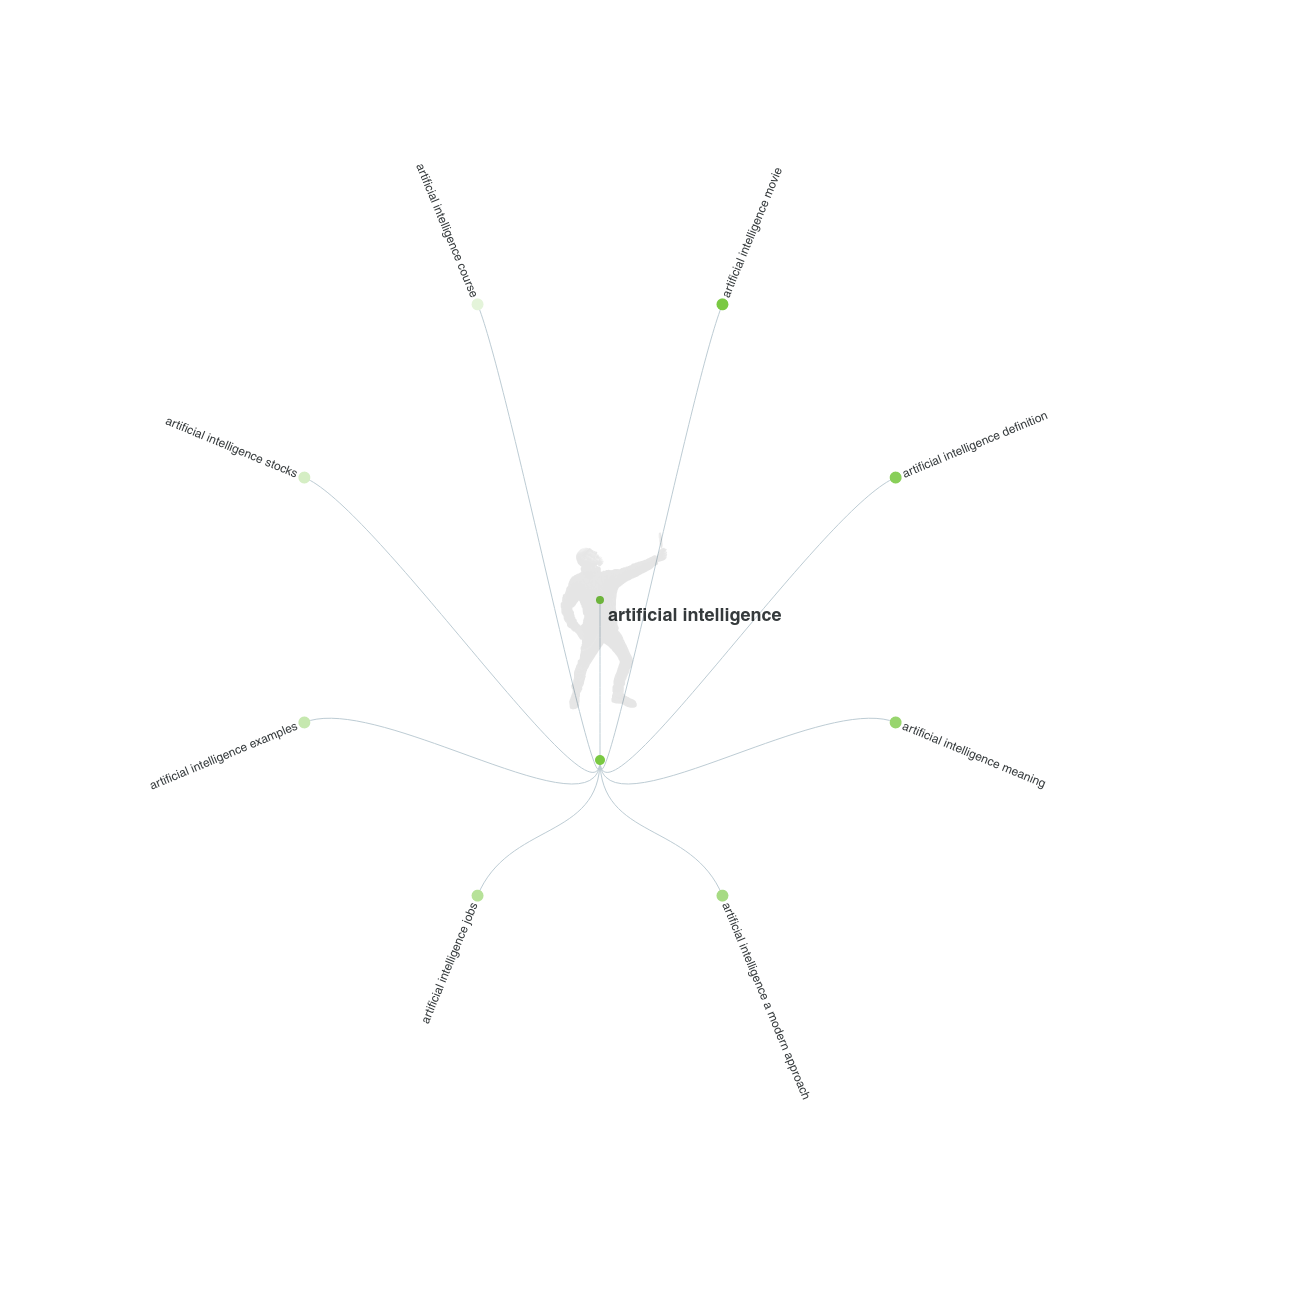 artificial intelligence course
artificial intelligence movie
artificial intelligence stocks
artificial intelligence definition
artificial intelligence
artificial intelligence examples
artificial intelligence meaning
artificial intelligence jobs
artificial intelligence a modern approach